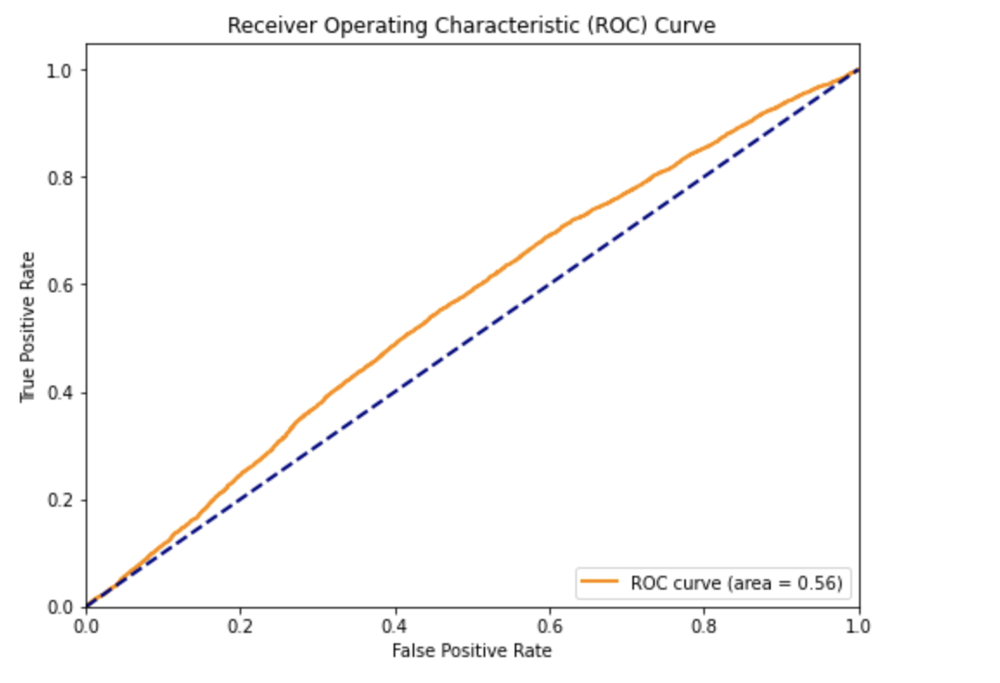 Receiver Operating Characteristic (ROC) Curve
1.0
0.8
0.6
0.4
0.2
0.0
True Positive Rate
ROC curve (area = 0.56)
0.0 0.2 0.4 0.6 0.8 1.0
False Positive Rate